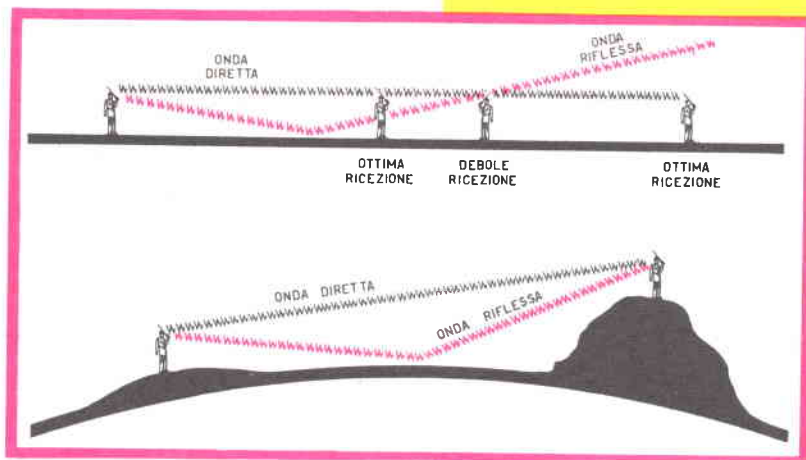 ONDA
DIRETTA
ONDA
RIFLESSA
OTTIMA
RICEZIONE
DEBOLE
RICEZIONE
OTTIMA
RICEZIONE
ONDA DIRETTA
ONDA RIFLESSA